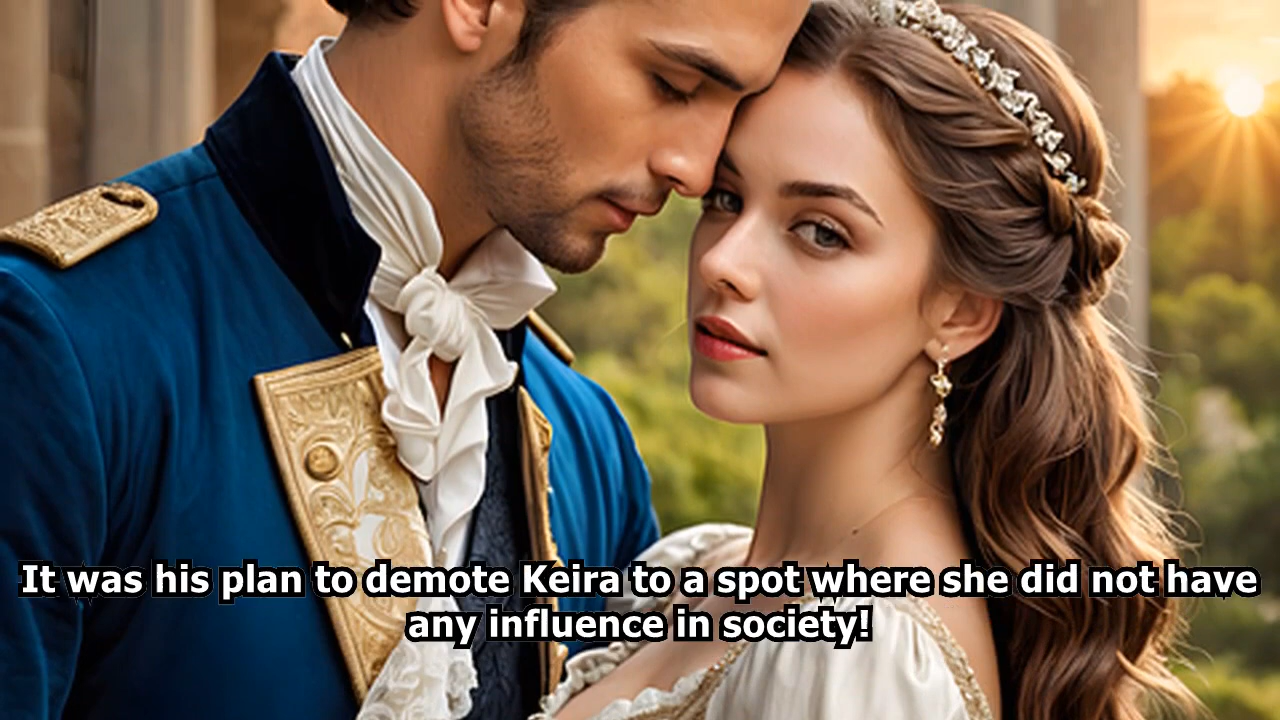 It was his plan to demote Keira to a spot where she did not have
any influence in society!